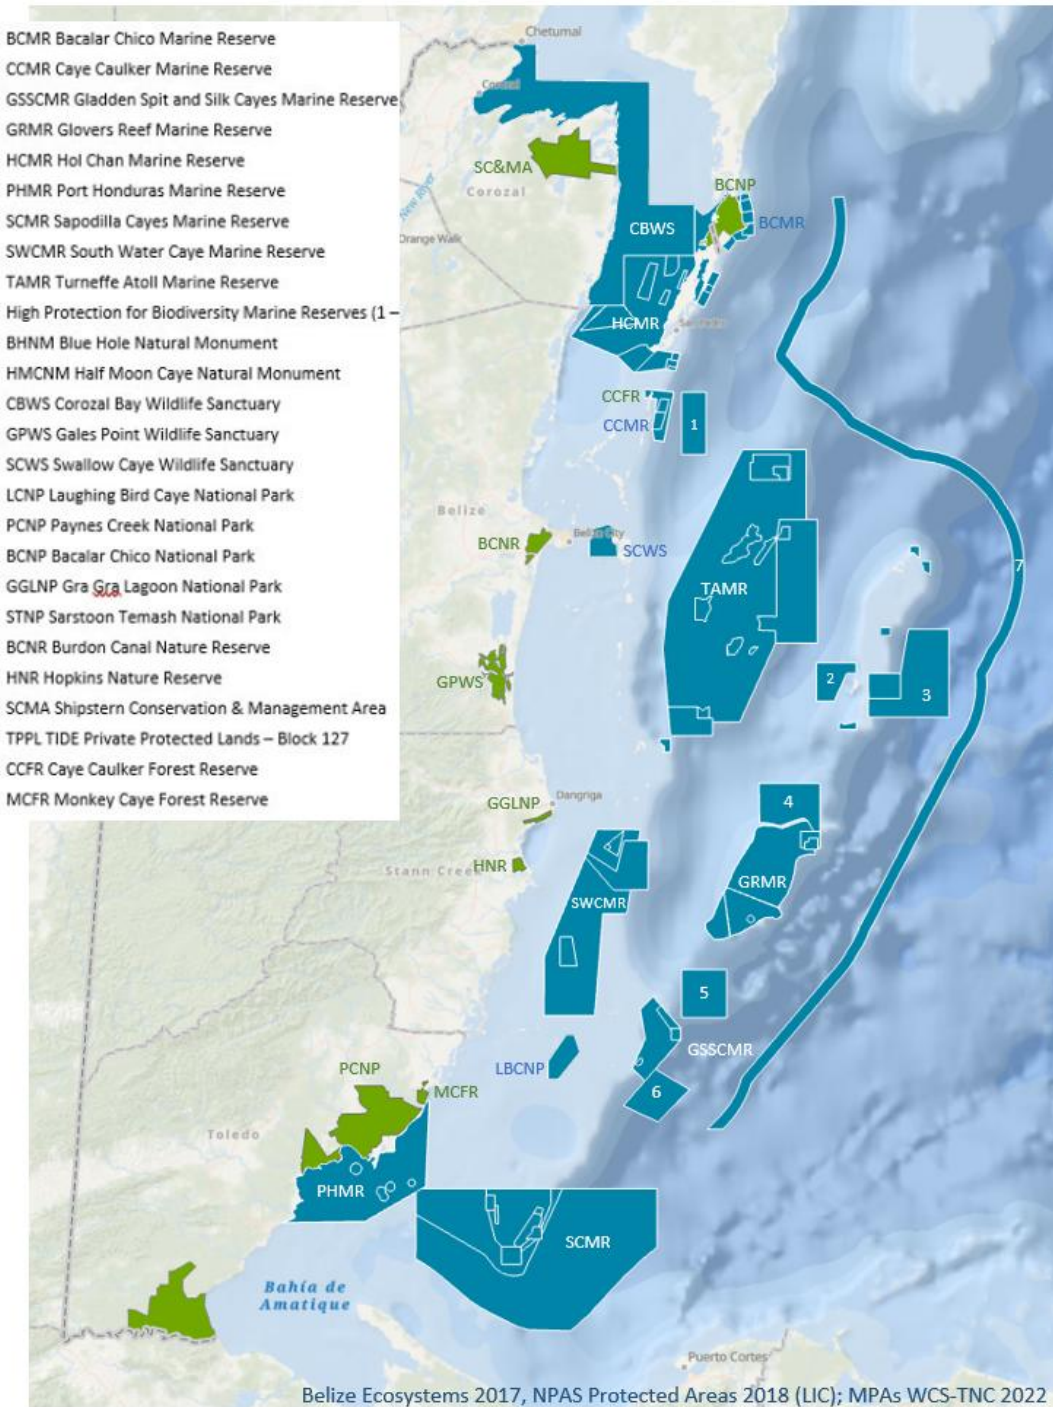 BCMR Bacalar Chico Marine Reserve
CCMR Caye Caulker Marine Reserve
GSSCMR Gladden Spit and Silk Cayes Marine Reserve
GRMR Glovers Reef Marine Reserve
HCMR Hol Chan Marine Reserve
PHMR Port Honduras Marine Reserve
SCMR Sapodilla Cayes Marine Reserve
SWCMR South Water Caye Marine Reserve
TAMR Turneffe Atoll Marine Reserve
High Protection for Biodiversity Marine Reserves (1 –
BHNM Blue Hole Natural Monument
HMCNM Half Moon Caye Natural Monument
CBWS Corozal Bay Wildlife Sanctuary
GPWS Gales Point Wildlife Sanctuary
SCWS Swallow Caye Wildlife Sanctuary
LCNP Laughing Bird Caye National Park
PCNP Paynes Creek National Park
BCNP Bacalar Chico National Park
GGLNP Gra Gra Lagoon National Park
STNP Sarstoon Temash National Park
BCNR Burdon Canal Nature Reserve
HNR Hopkins Nature Reserve
SCMA Shipstern Conservation & Management Area
TPPL TIDE Private Protected Lands – Block 127
CCFR Caye Caulker Forest Reserve
MCFR Monkey Caye Forest Reserve
Chetumal
SC&MA
Corozal
New River
Orange Walk
BCNP
BCMR
CBWS
HCMR
CCFR
CCMR
1
Belize
BCNR
Belize City
SCWS
TAMR
7
GPWS
2
3
GGLNP
Dangriga
4
HNR
Stann Creek
SWCMR
GRMR
5
GSSCMR
LBCNP
6
PCNP
MCFR
Toledo
PHMR
SCMR
Bahía de
Amatique
Puerto Cortes
Belize Ecosystems 2017, NPAS Protected Areas 2018 (LIC); MPAs WCS-TNC 2022